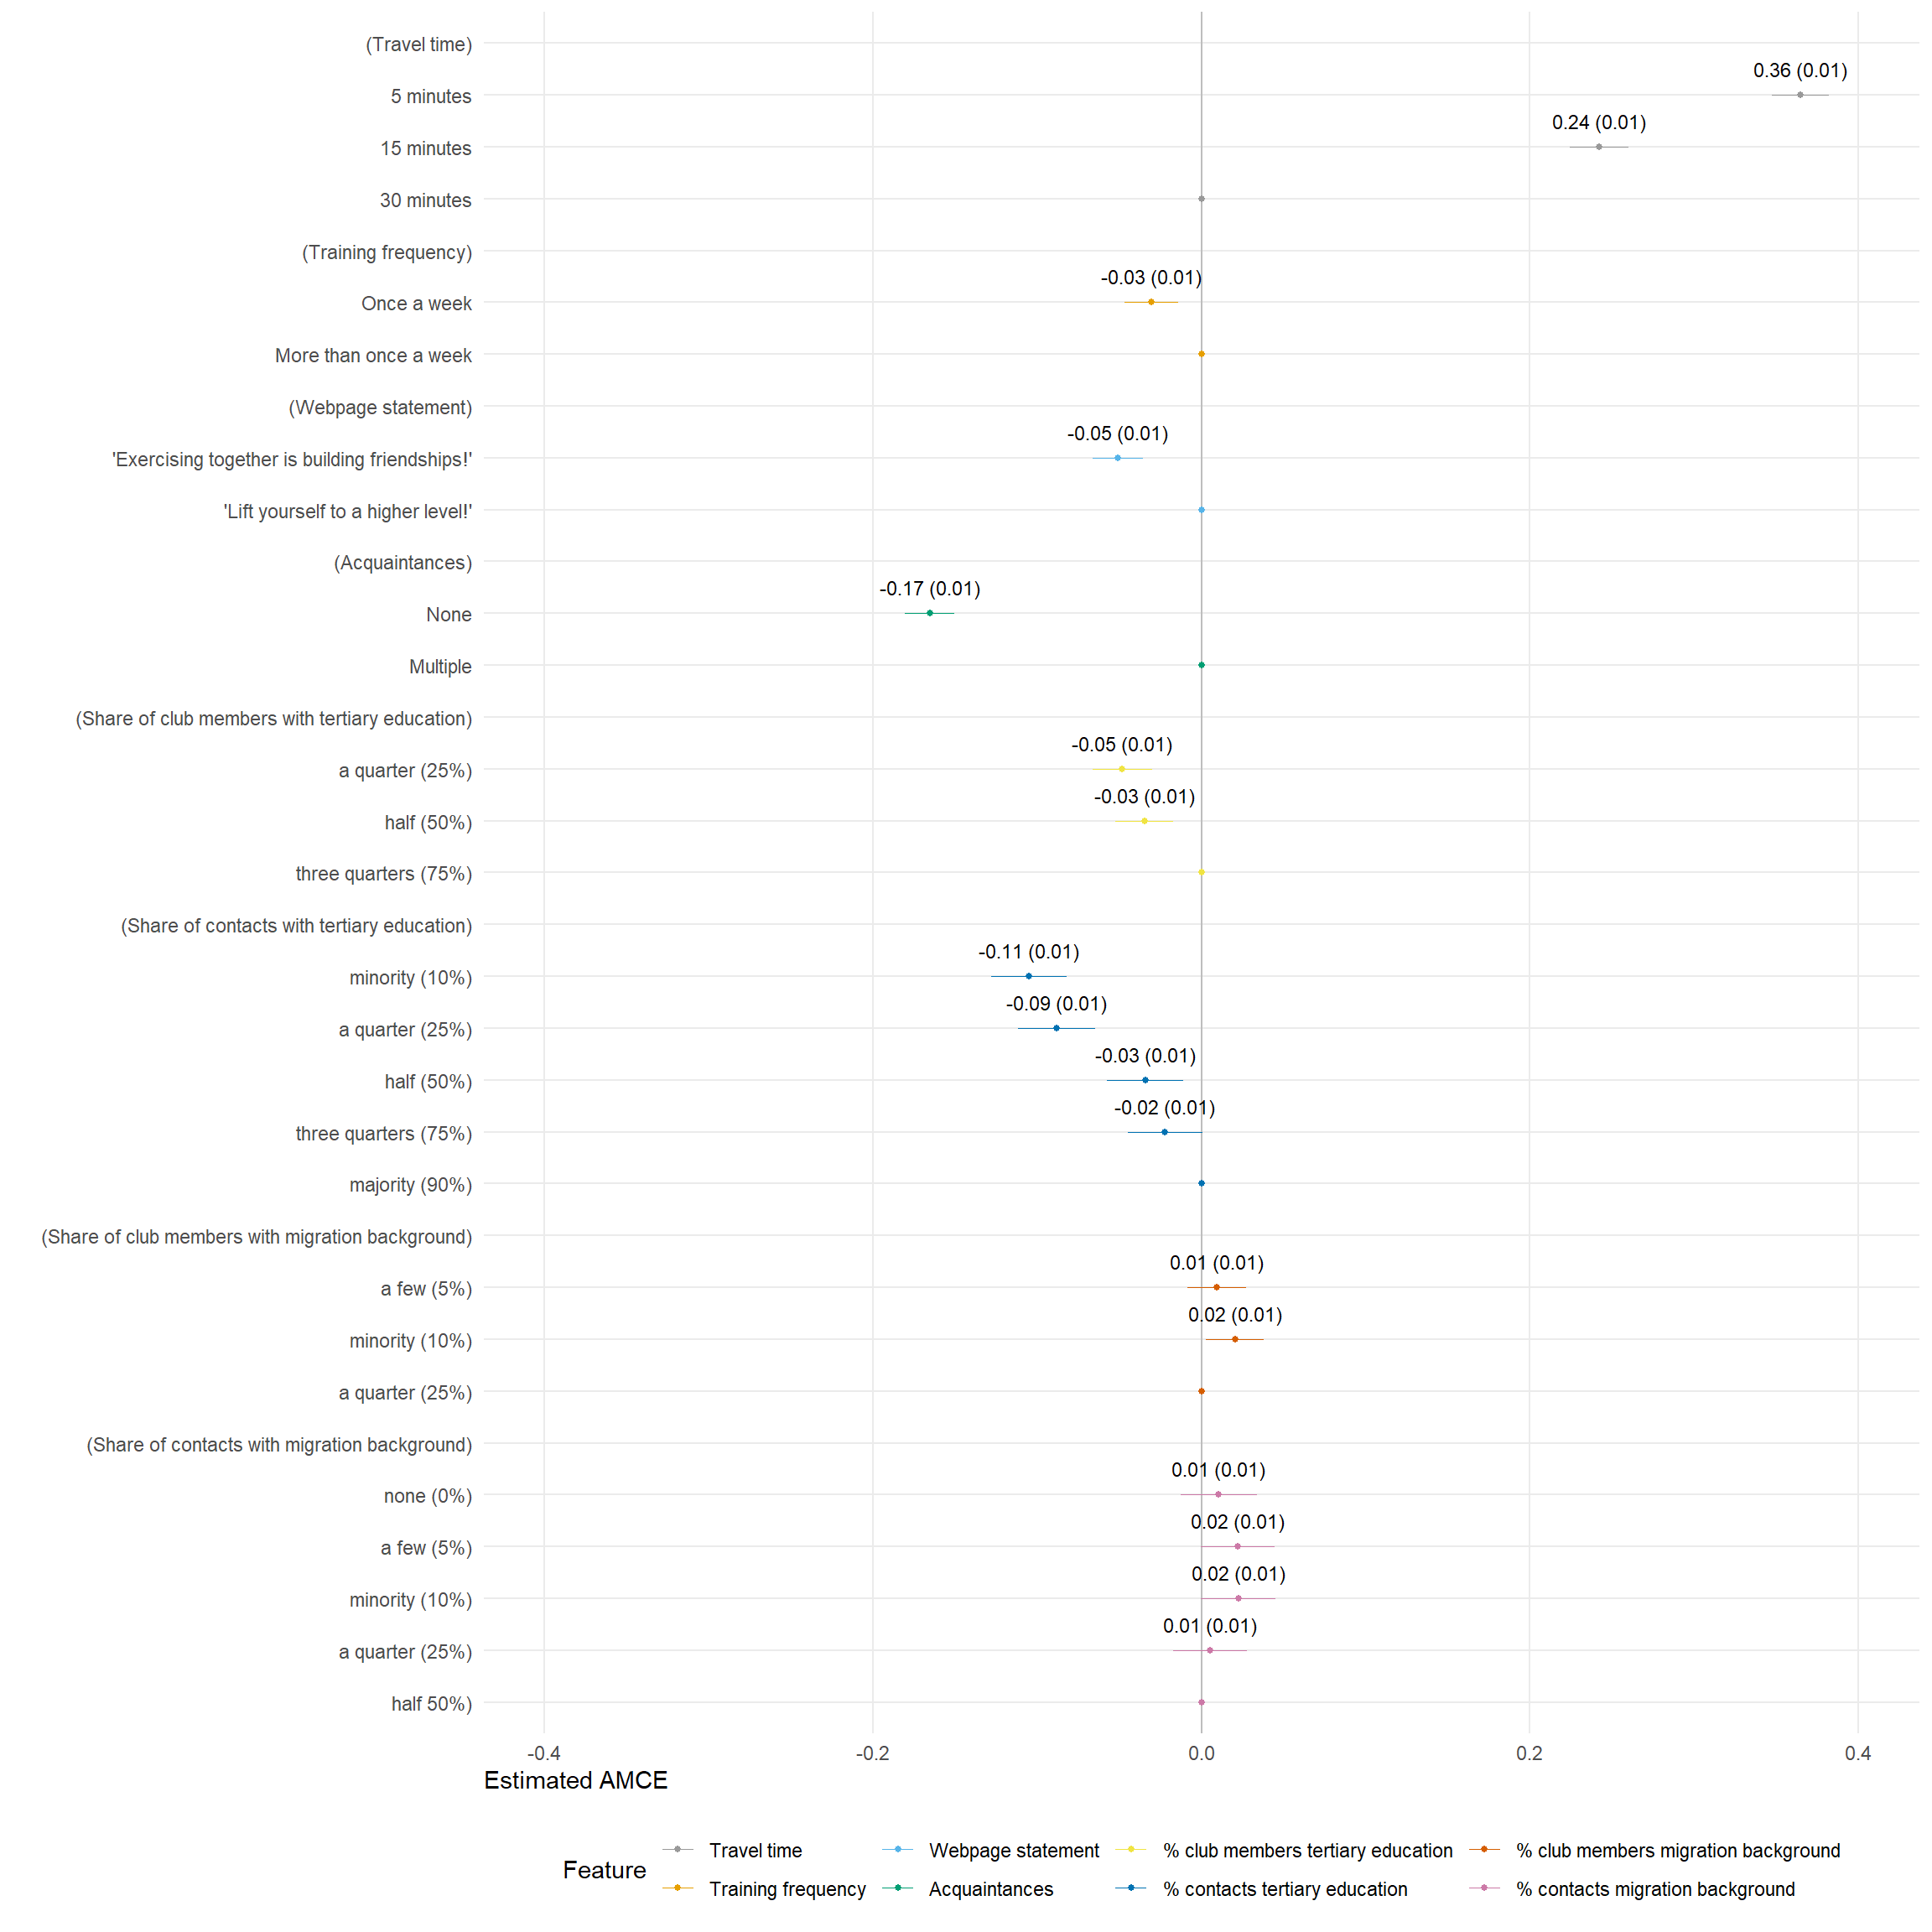 (Travel time)
0.36 (0.01)
5 minutes
0.24 (0.01)
15 minutes
30 minutes
(Training frequency)
-0.03 (0.01)
Once a week
More than once a week
(Webpage statement)
-0.05 (0.01)
'Exercising together is building friendships!'
'Lift yourself to a higher level!'
(Acquaintances)
-0.17 (0.01)
None
Multiple
(Share of club members with tertiary education)
-0.05 (0.01)
a quarter (25%)
-0.03 (0.01)
half (50%)
three quarters (75%)
(Share of contacts with tertiary education)
-0.11 (0.01)
minority (10%)
-0.09 (0.01)
a quarter (25%)
-0.03 (0.01)
half (50%)
-0.02 (0.01)
three quarters (75%)
majority (90%)
(Share of club members with migration background)
0.01 (0.01)
a few (5%)
0.02 (0.01)
minority (10%)
a quarter (25%)
(Share of contacts with migration background)
0.01 (0.01)
none (0%)
0.02 (0.01)
a few (5%)
0.02 (0.01)
minority (10%)
0.01 (0.01)
a quarter (25%)
half 50%)
-0.4 -0.2 0.0 0.2 0.4
Estimated AMCE
Feature
Travel time Webpage statement % club members tertiary education % club members migration background
Training frequency Acquaintances % contacts tertiary education % contacts migration background